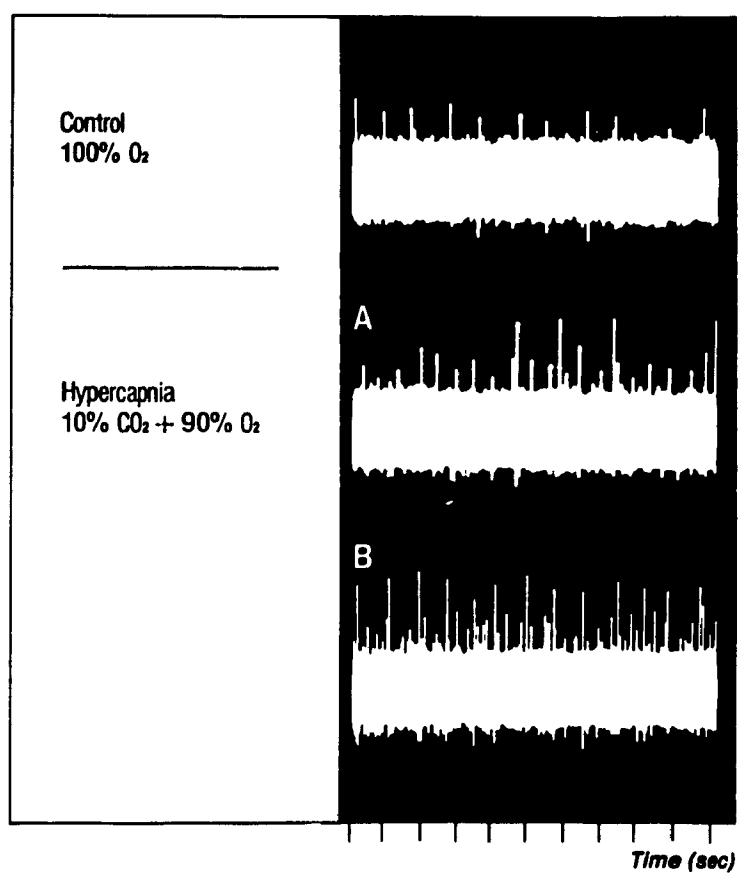 Control
100% O₂
A
Hypercapnia
10% CO₂ + 90% O₂
B
Time (sec)